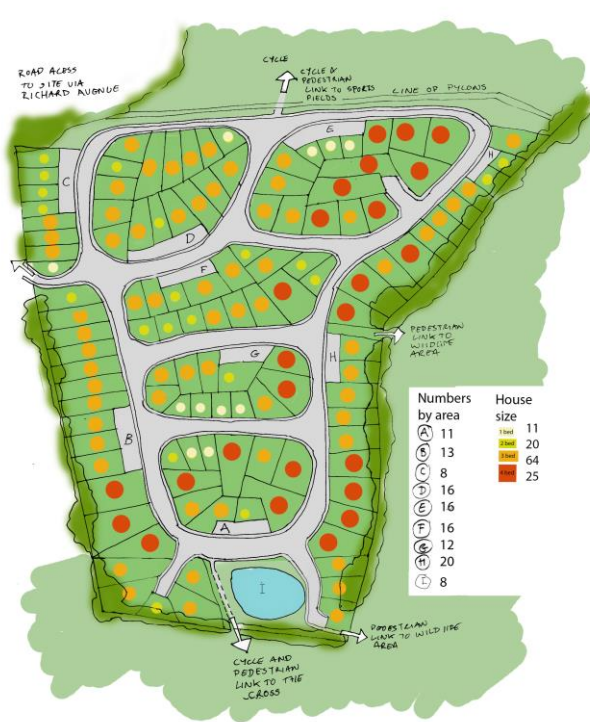 ROAD ACESS
TO SITE VIA
RICHARD AVENUE
CYCLE
CYCLE &
PEDESTRIAN
LINK TO SPORTS
FIELDS
LINE OF PYLONS
E
H
C
D
F
PEDESTRIAN
LINK TO
WILDLIFE
AREA
G
H
B
A
I
Numbers
by area
A 11
B 13
C 8
D 16
E 16
F 16
G 12
H 20
I 8
House
size
1 bed 11
2 bed 20
3 bed 64
4 bed 25
PEDESTRIAN
LINK TO WILDLIFE
AREA
CYCLE AND
PEDESTRIAN
LINK TO THE
CROSS